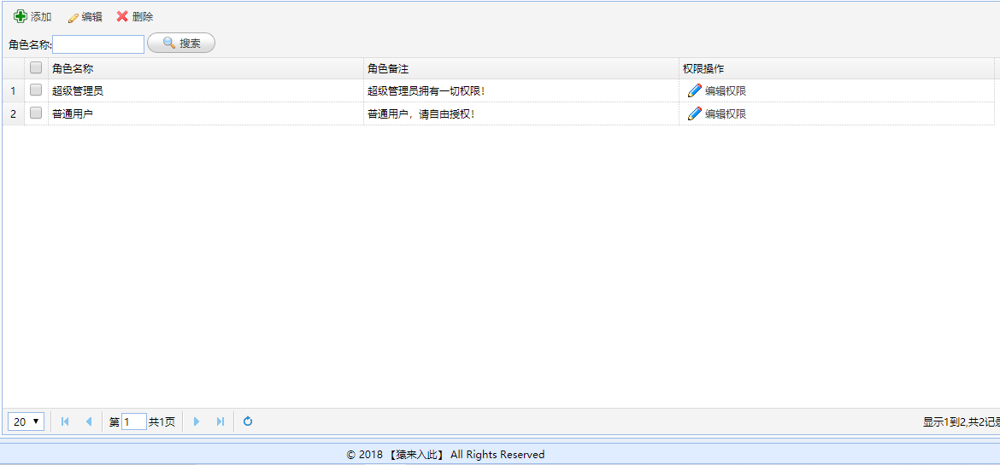 添加 编辑 删除
角色名称: 搜索
角色名称 角色备注 权限操作
1 超级管理员 超级管理员拥有一切权限! 编辑权限
2 普通用户 普通用户，请自由授权! 编辑权限
20 第 1 共1页 显示1到2,共2记录
© 2018 【猿来入此】 All Rights Reserved